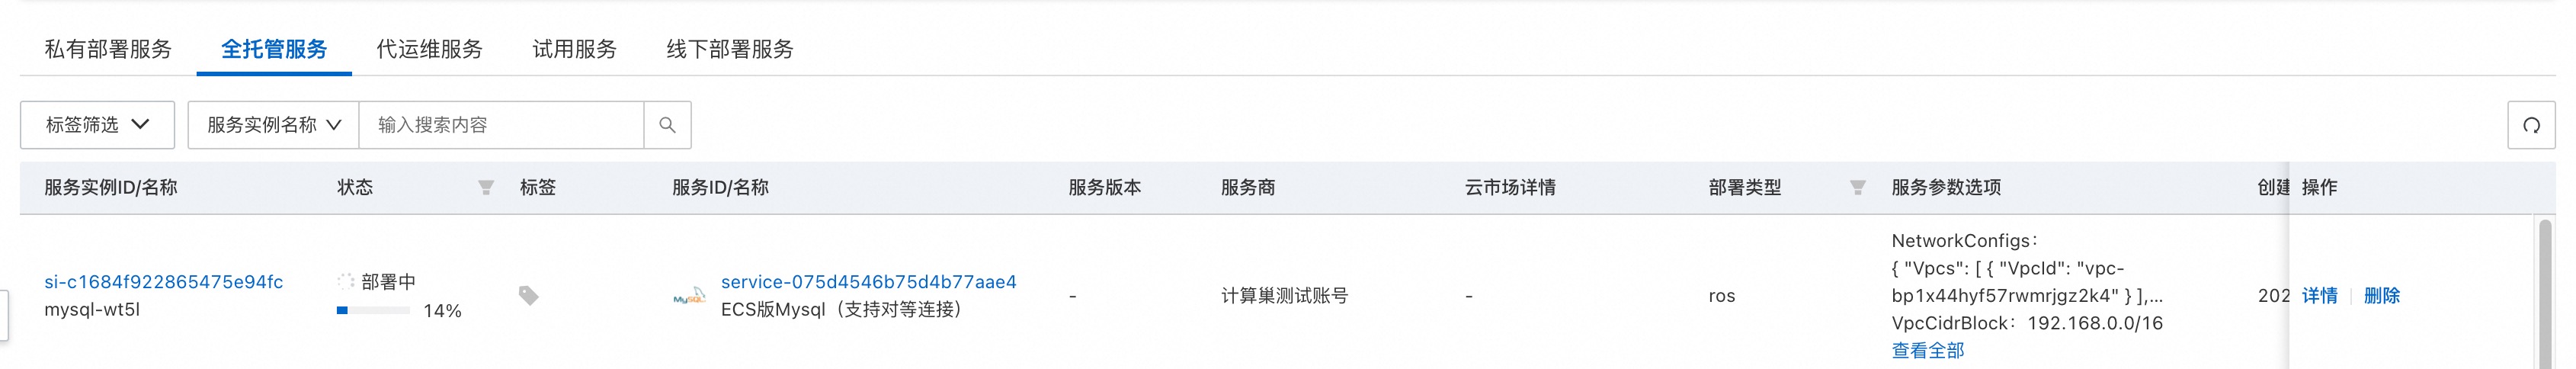 私有部署服务 全托管服务 代运维服务 试用服务 线下部署服务
标签筛选 服务实例名称 输入搜索内容
服务实例ID/名称 状态 标签 服务ID/名称 服务版本 服务商 云市场详情 部署类型 服务参数选项 创建 操作
si-c1684f922865475e94fc
mysql-wt5l
部署中
14%
MySQL
service-075d4546b75d4b77aae4
ECS版Mysql（支持对等连接）
-
计算巢测试账号
-
ros
NetworkConfigs：
{ "Vpcs": [ { "VpcId": "vpc-
bp1x44hyf57rwmrjgz2k4" } ],...
VpcCidrBlock： 192.168.0.0/16
查看全部
202
详情 删除